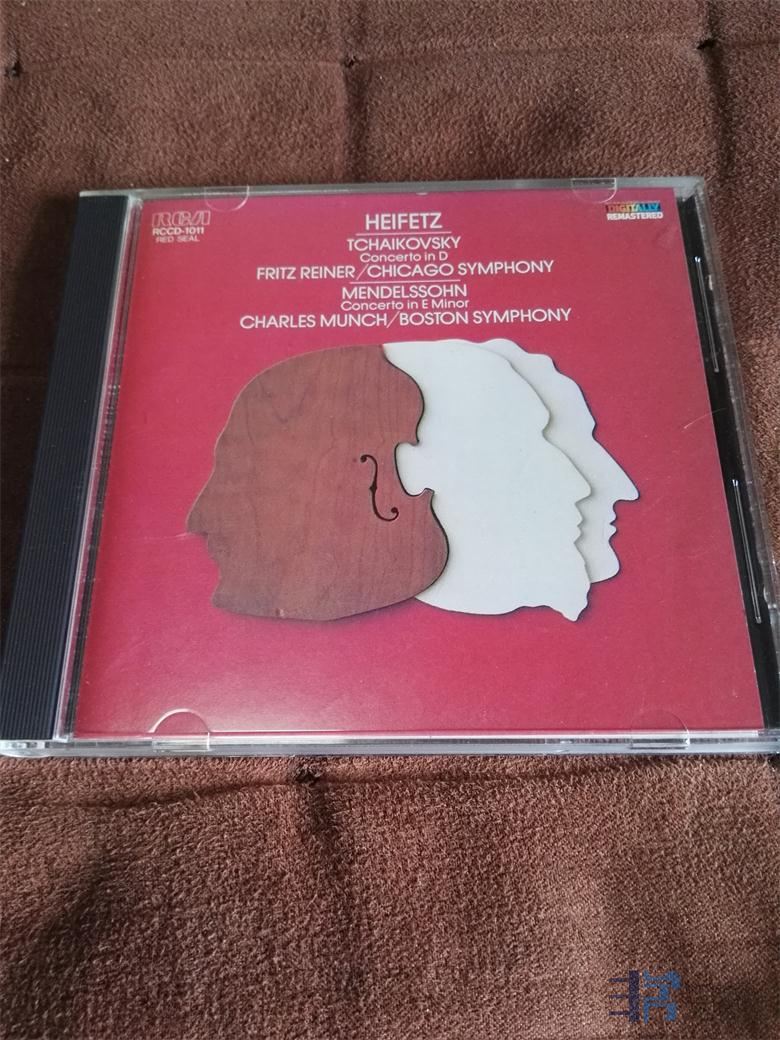 RCA
RCCD-1011
RED SEAL
DIGITALLY
REMASTERED
HEIFETZ
TCHAIKOVSKY
Concerto in D
FRITZ REINER/CHICAGO SYMPHONY
MENDELSSOHN
Concerto in E Minor
CHARLES MUNCH/BOSTON SYMPHONY